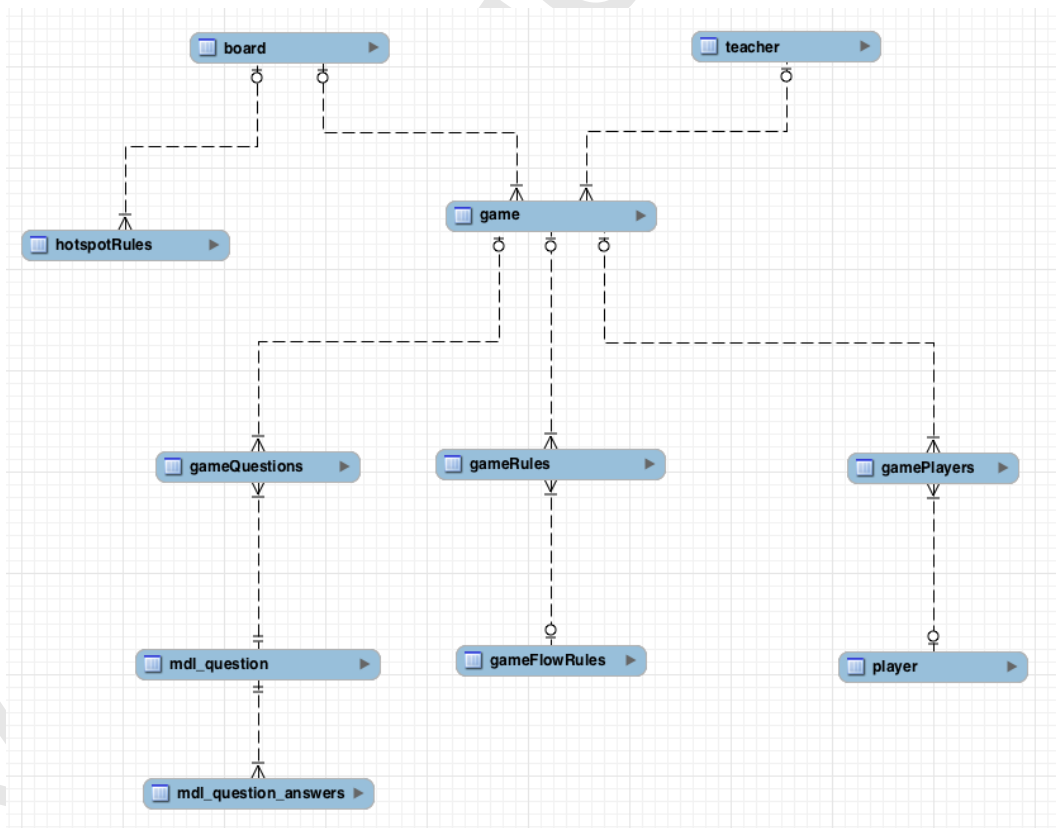 board
teacher
game
hotspotRules
gameQuestions
gameRules
gamePlayers
mdl_question
gameFlowRules
player
mdl_question_answers